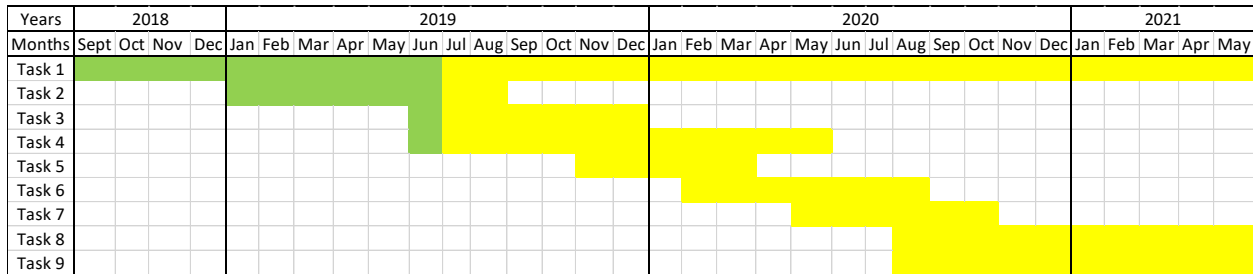 Years 2018 2019 2020 2021
Months Sept Oct Nov Dec Jan Feb Mar Apr May Jun Jul Aug Sep Oct Nov Dec Jan Feb Mar Apr May Jun Jul Aug Sep Oct Nov Dec Jan Feb Mar Apr May
Task 1
Task 2
Task 3
Task 4
Task 5
Task 6
Task 7
Task 8
Task 9